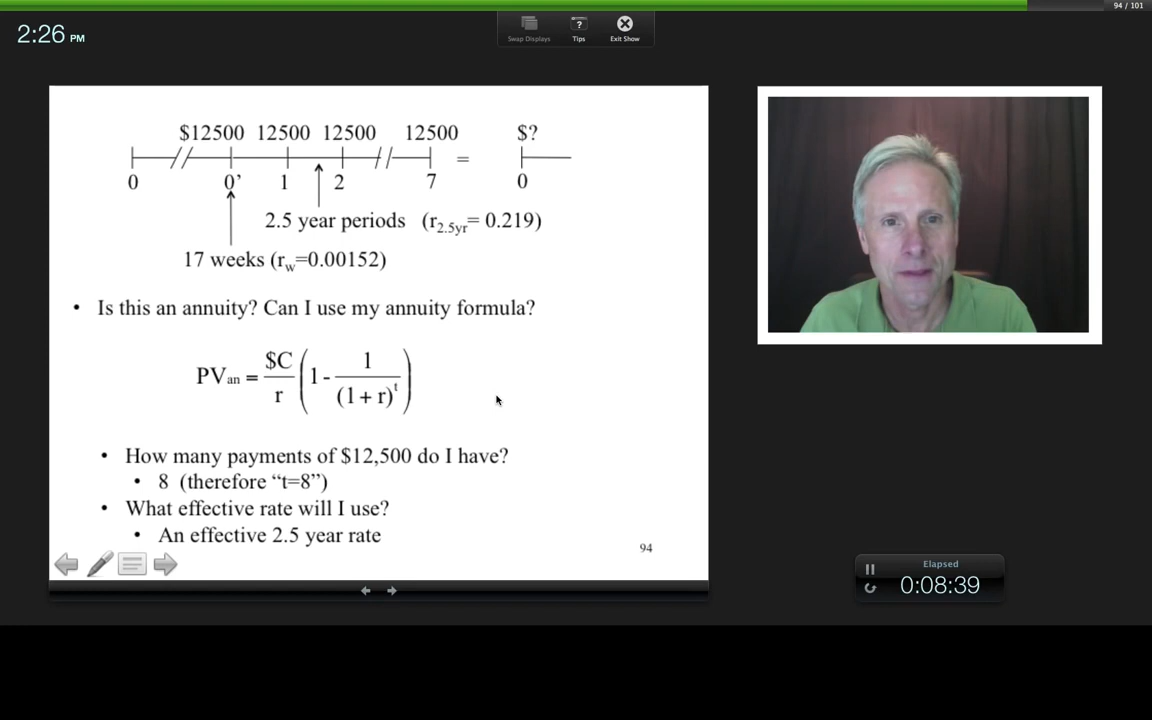 94 / 101
2:26 PM
Swap Displays Tips Exit Show
$12500 12500 12500 12500 $?
=
0 0’ 1 2 7 0
2.5 year periods (r2.5yr= 0.219)
17 weeks (rw=0.00152)
• Is this an annuity? Can I use my annuity formula?
PVan = $C/r (1 - 1/(1 + r)^t)
• How many payments of $12,500 do I have?
• 8 (therefore “t=8”)
• What effective rate will I use?
• An effective 2.5 year rate
94
Elapsed
0:08:39